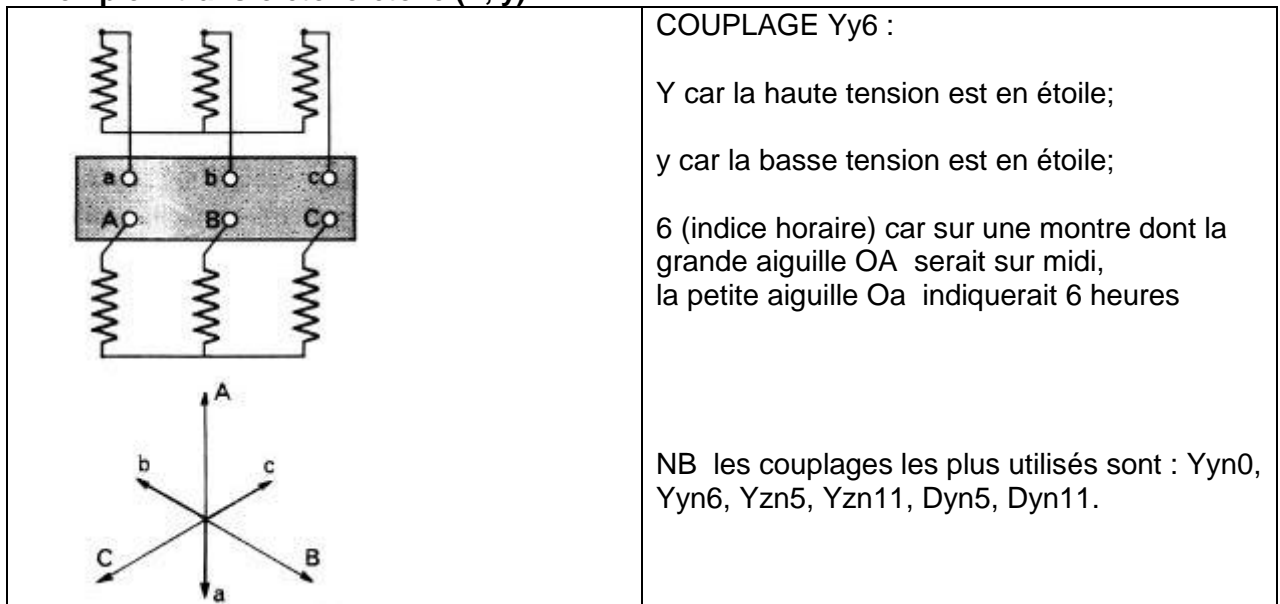 COUPLAGE Yy6 :
Y car la haute tension est en étoile;
y car la basse tension est en étoile;
6 (indice horaire) car sur une montre dont la
grande aiguille OA serait sur midi,
la petite aiguille Oa indiquerait 6 heures
NB les couplages les plus utilisés sont : Yyn0,
Yyn6, Yzn5, Yzn11, Dyn5, Dyn11.
a b c
A B C
A
b c
C B
a